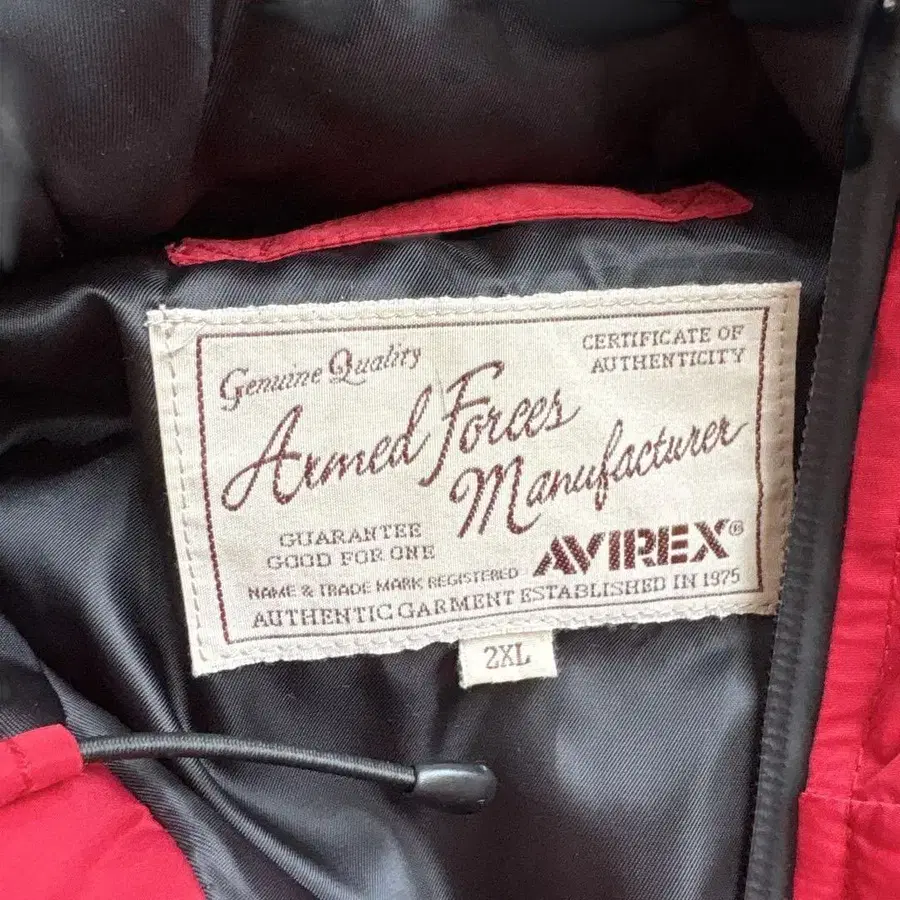 Genuine Quality
CERTIFICATE OF
AUTHENTICITY
Armed Forces
Manufacturer
GUARANTEE
GOOD FOR ONE
AVIREX®
NAME & TRADE MARK REGISTERED
AUTHENTIC GARMENT ESTABLISHED IN 1975
2XL